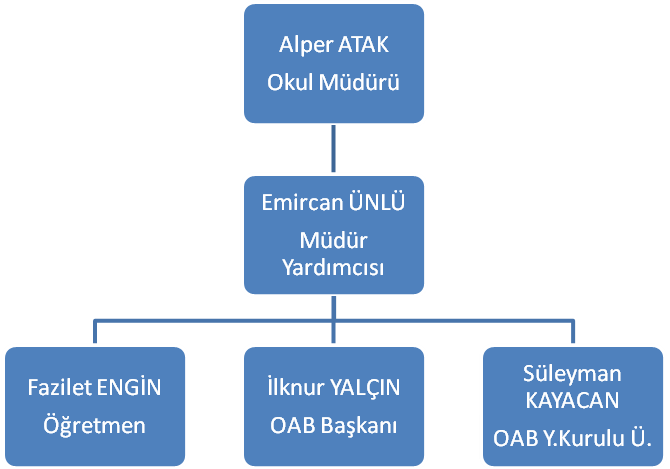 Alper ATAK
Okul Müdürü
Emircan ÜNLÜ
Müdür
Yardımcısı
Fazilet ENGİN
Öğretmen
İlknur YALÇIN
OAB Başkanı
Süleyman
KAYACAN
OAB Y.Kurulu Ü.